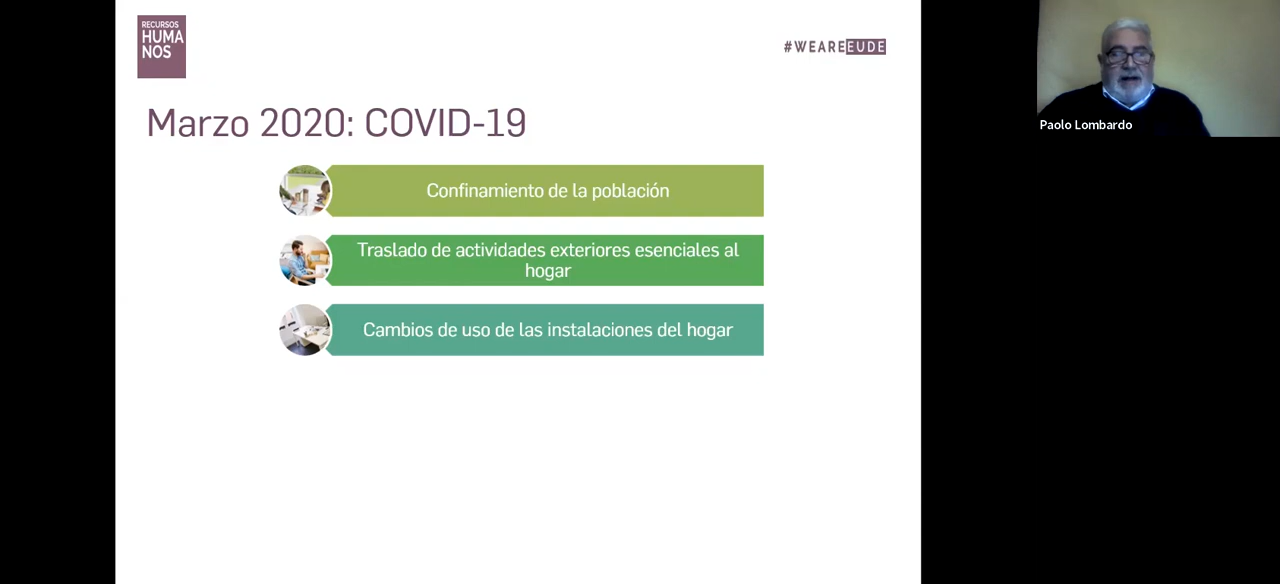 RECURSOS
HUMA
NOS
#WEAREEUDE
Marzo 2020: COVID-19
Confinamiento de la población
Traslado de actividades exteriores esenciales al
hogar
Cambios de uso de las instalaciones del hogar
Paolo Lombardo